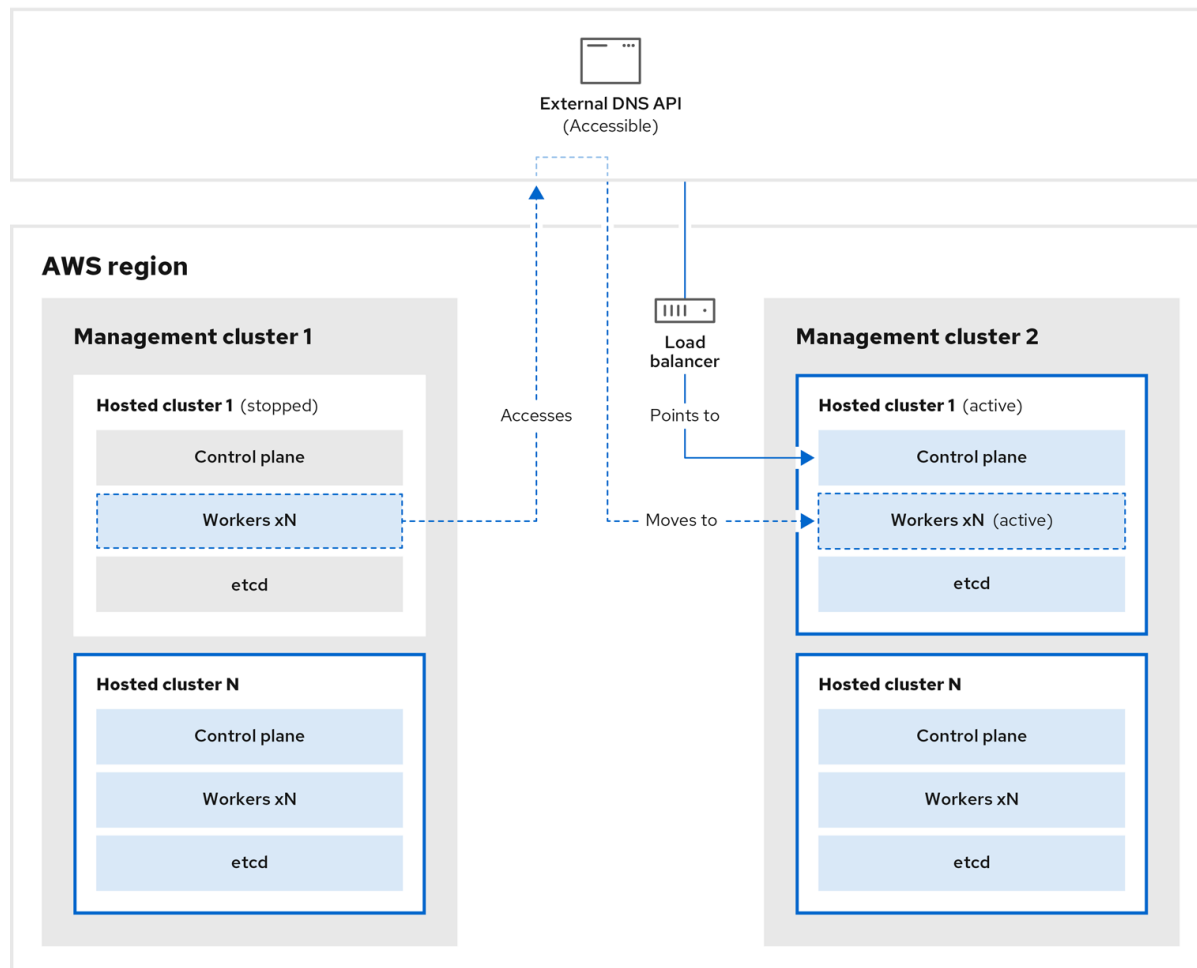 External DNS API
(Accessible)
AWS region
Management cluster 1
Hosted cluster 1 (stopped)
Control plane
Workers xN
etcd
Hosted cluster N
Control plane
Workers xN
etcd
Accesses
Load
balancer
Points to
Moves to
Management cluster 2
Hosted cluster 1 (active)
Control plane
Workers xN (active)
etcd
Hosted cluster N
Control plane
Workers xN
etcd